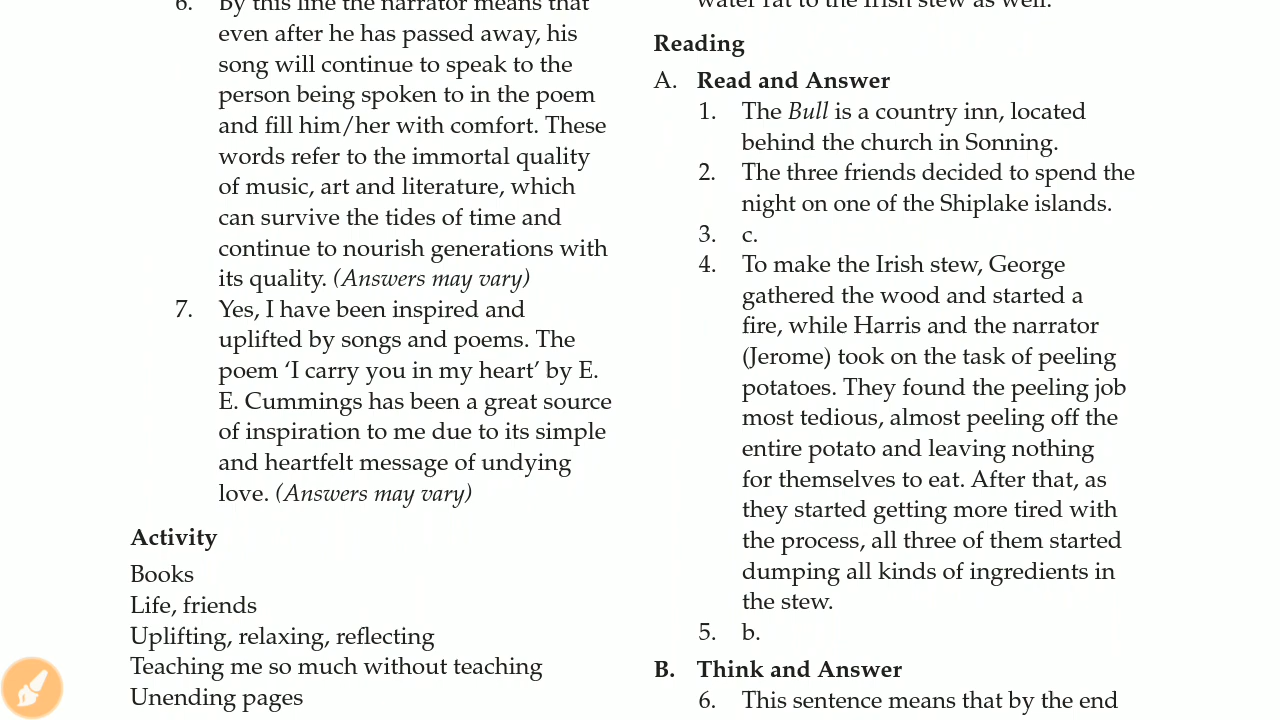 6. By this line the narrator means that
even after he has passed away, his
song will continue to speak to the
person being spoken to in the poem
and fill him/her with comfort. These
words refer to the immortal quality
of music, art and literature, which
can survive the tides of time and
continue to nourish generations with
its quality. (Answers may vary)
7. Yes, I have been inspired and
uplifted by songs and poems. The
poem ‘I carry you in my heart’ by E.
E. Cummings has been a great source
of inspiration to me due to its simple
and heartfelt message of undying
love. (Answers may vary)
Activity
Books
Life, friends
Uplifting, relaxing, reflecting
Teaching me so much without teaching
Unending pages
water rat to the Irish stew as well.
Reading
A. Read and Answer
1. The Bull is a country inn, located
behind the church in Sonning.
2. The three friends decided to spend the
night on one of the Shiplake islands.
3. c.
4. To make the Irish stew, George
gathered the wood and started a
fire, while Harris and the narrator
(Jerome) took on the task of peeling
potatoes. They found the peeling job
most tedious, almost peeling off the
entire potato and leaving nothing
for themselves to eat. After that, as
they started getting more tired with
the process, all three of them started
dumping all kinds of ingredients in
the stew.
5. b.
B. Think and Answer
6. This sentence means that by the end